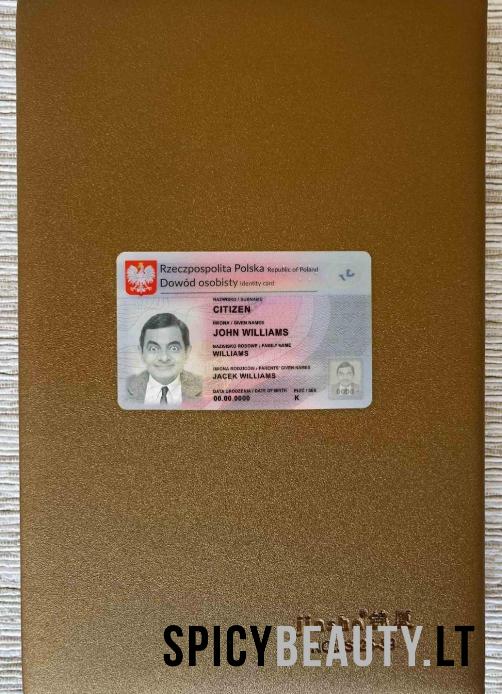 Rzeczpospolita Polska Republic of Poland
Dowód osobisty Identity card
NAZWISKO / SURNAME
CITIZEN
IMIONA / GIVEN NAMES
JOHN WILLIAMS
NAZWISKO RODOWE / FAMILY NAME
WILLIAMS
IMIONA RODZICÓW / PARENTS' GIVEN NAMES
JACEK WILLIAMS
DATA URODZENIA / DATE OF BIRTH PŁEĆ / SEX
00.00.0000 K
SPICYBEAUTY.LT